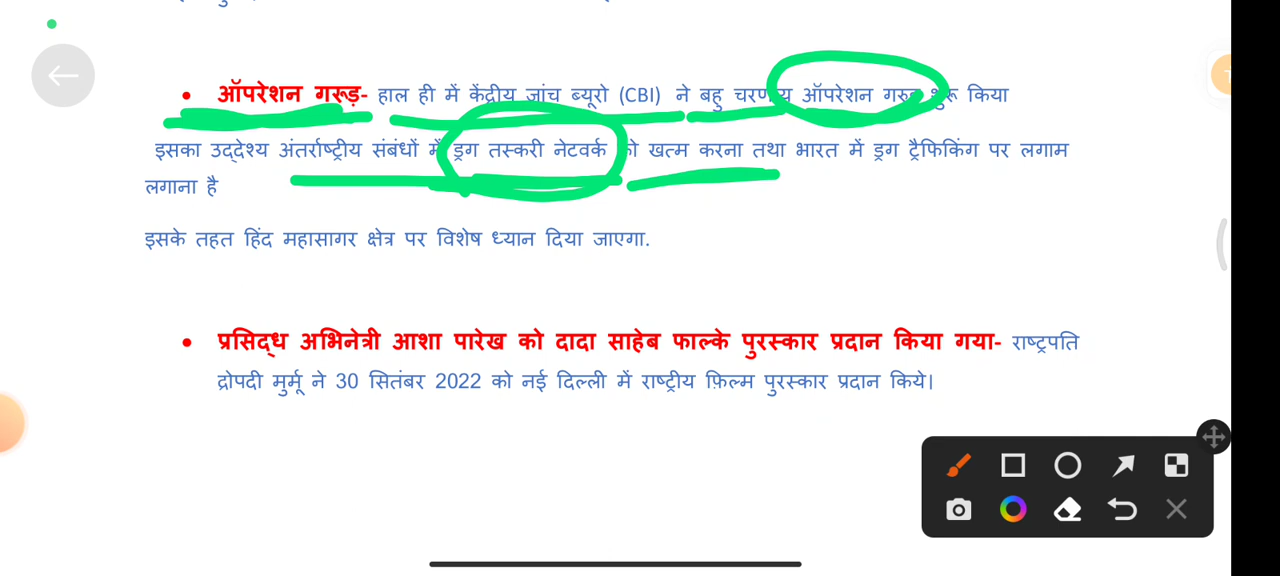 • ऑपरेशन गरूड़- हाल ही में केंद्रीय जांच ब्यूरो (CBI) ने बहु चरणीय ऑपरेशन गरुड़ शुरू किया
इसका उद्देश्य अंतर्राष्ट्रीय संबंधों में ड्रग तस्करी नेटवर्क को खत्म करना तथा भारत में ड्रग ट्रैफिकिंग पर लगाम
लगाना है
इसके तहत हिंद महासागर क्षेत्र पर विशेष ध्यान दिया जाएगा.
• प्रसिद्ध अभिनेत्री आशा पारेख को दादा साहेब फाल्के पुरस्कार प्रदान किया गया- राष्ट्रपति
द्रोपदी मुर्मू ने 30 सितंबर 2022 को नई दिल्ली में राष्ट्रीय फ़िल्म पुरस्कार प्रदान किये।